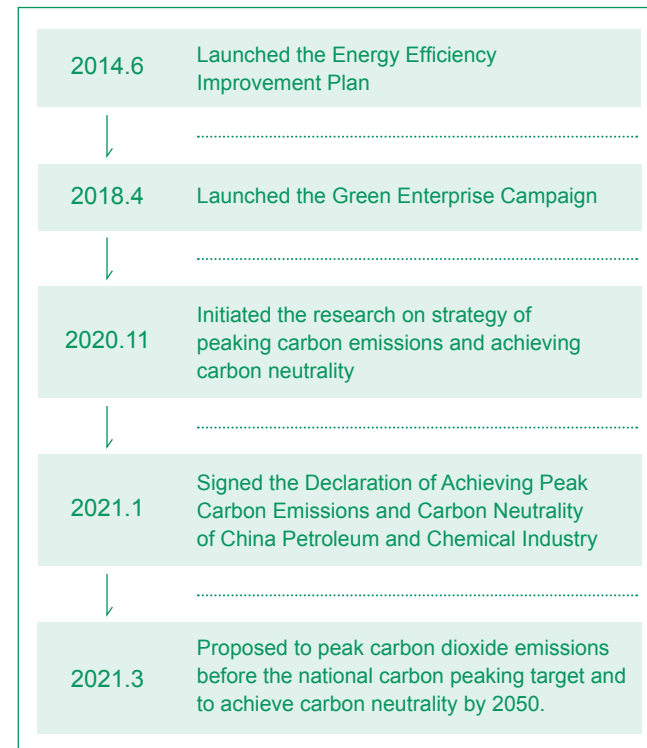 2014.6
Launched the Energy Efficiency
Improvement Plan
2018.4
Launched the Green Enterprise Campaign
2020.11
Initiated the research on strategy of
peaking carbon emissions and achieving
carbon neutrality
2021.1
Signed the Declaration of Achieving Peak
Carbon Emissions and Carbon Neutrality
of China Petroleum and Chemical Industry
2021.3
Proposed to peak carbon dioxide emissions
before the national carbon peaking target and
to achieve carbon neutrality by 2050.